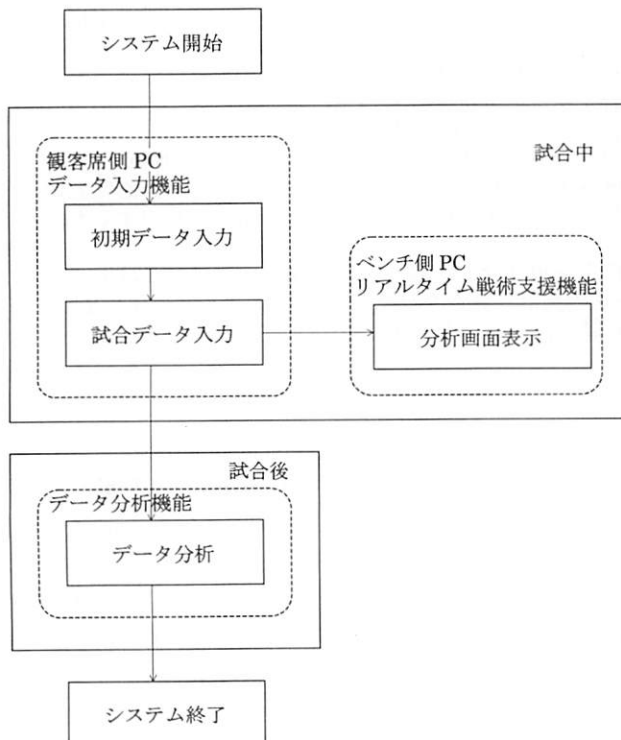 システム開始
試合中
観客席側 PC
データ入力機能
初期データ入力
ベンチ側 PC
リアルタイム戦術支援機能
試合データ入力
分析画面表示
試合後
データ分析機能
データ分析
システム終了